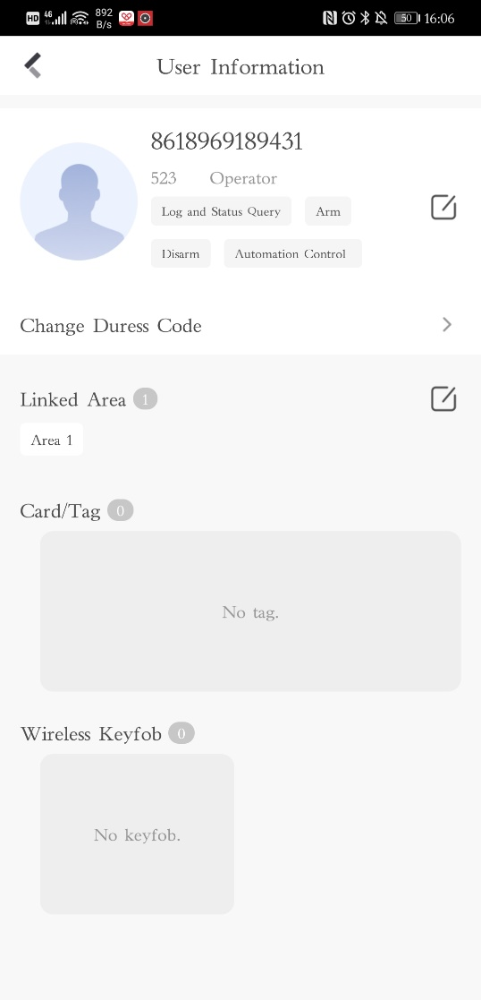 HD 4G 892 B/s 50 16:06
User Information
8618969189431
523 Operator
Log and Status Query Arm
Disarm Automation Control
Change Duress Code
Linked Area 1
Area 1
Card/Tag 0
No tag.
Wireless Keyfob 0
No keyfob.